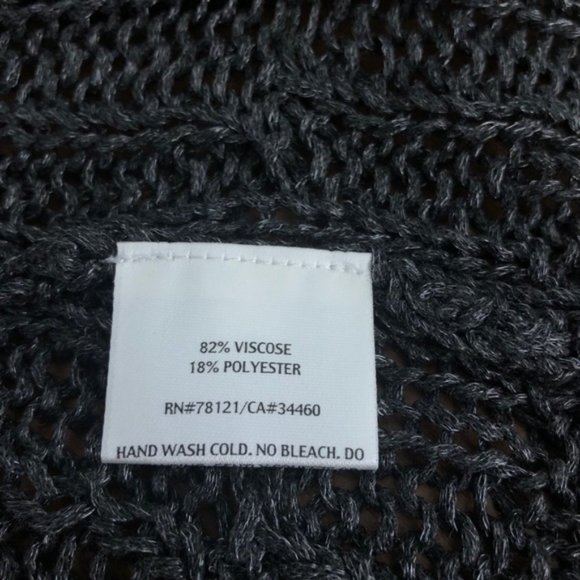 82% VISCOSE
18% POLYESTER
RN#78121/CA#34460
HAND WASH COLD. NO BLEACH. DO